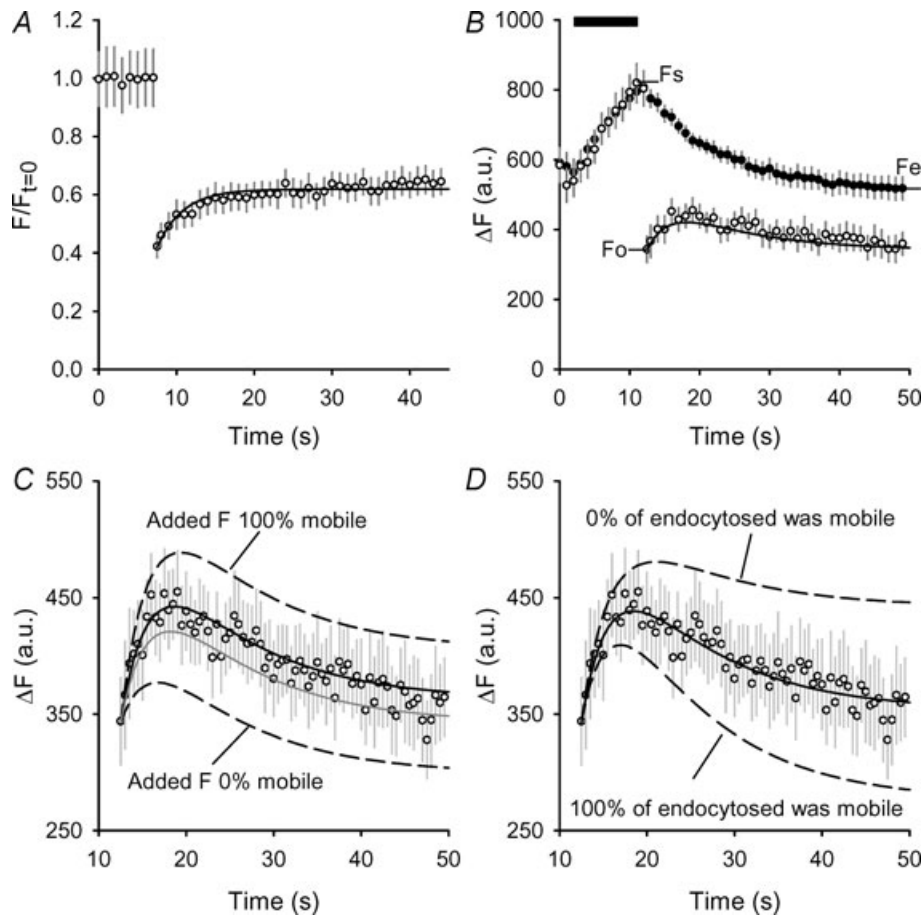 A
F/Ft=0
1.2
1.0
0.8
0.6
0.4
0.2
0.0
0 10 20 30 40
Time (s)
B
ΔF (a.u.)
1000
800
600
400
200
0
Fs
Fe
Fo
0 10 20 30 40 50
Time (s)
C
ΔF (a.u.)
550
450
350
250
Added F 100% mobile
Added F 0% mobile
10 20 30 40 50
Time (s)
D
ΔF (a.u.)
550
450
350
250
0% of endocytosed was mobile
100% of endocytosed was mobile
10 20 30 40 50
Time (s)